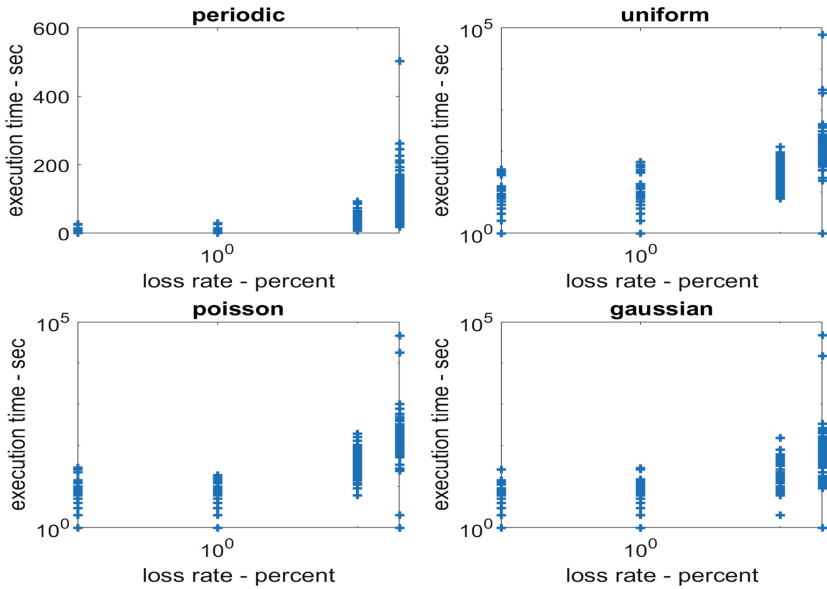 periodic
execution time - sec
600
400
200
0
10^0
loss rate - percent
uniform
execution time - sec
10^5
10^0
10^0
loss rate - percent
poisson
execution time - sec
10^5
10^0
10^0
loss rate - percent
gaussian
execution time - sec
10^5
10^0
10^0
loss rate - percent